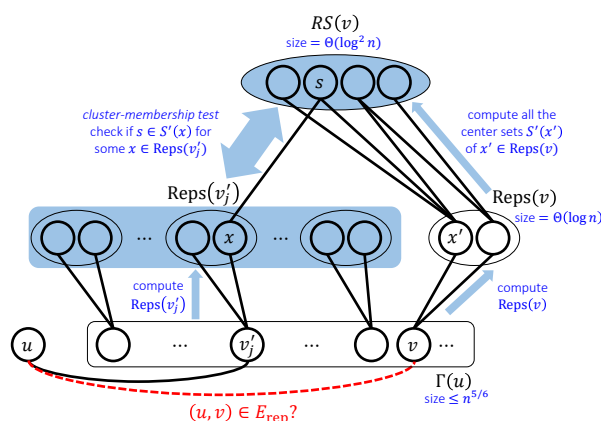 RS(v)
size = Θ(log² n)
s
cluster-membership test
check if s ∈ S′(x) for
some x ∈ Reps(v′ⱼ)
compute all the
center sets S′(x′)
of x′ ∈ Reps(v)
Reps(v′ⱼ)
Reps(v)
size = Θ(log n)
... x ... x′
compute
Reps(v′ⱼ)
compute
Reps(v)
u ... v′ⱼ ... v ...
Γ(u)
size ≤ n^{5/6}
(u, v) ∈ E_rep?